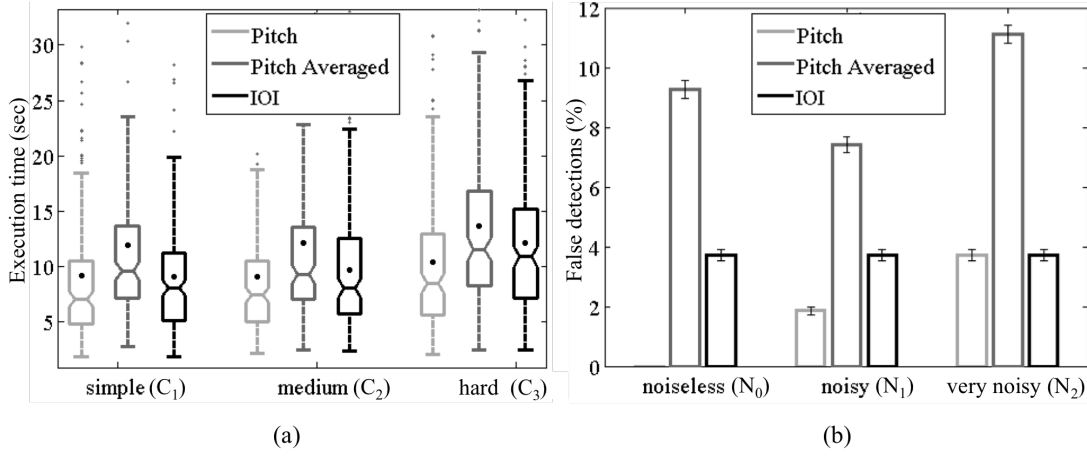 Execution time (sec)
30
25
20
15
10
5
Pitch
Pitch Averaged
IOI
simple (C₁)
medium (C₂)
hard (C₃)
(a)
False detections (%)
12
10
8
6
4
2
0
Pitch
Pitch Averaged
IOI
noiseless (N₀)
noisy (N₁)
very noisy (N₂)
(b)